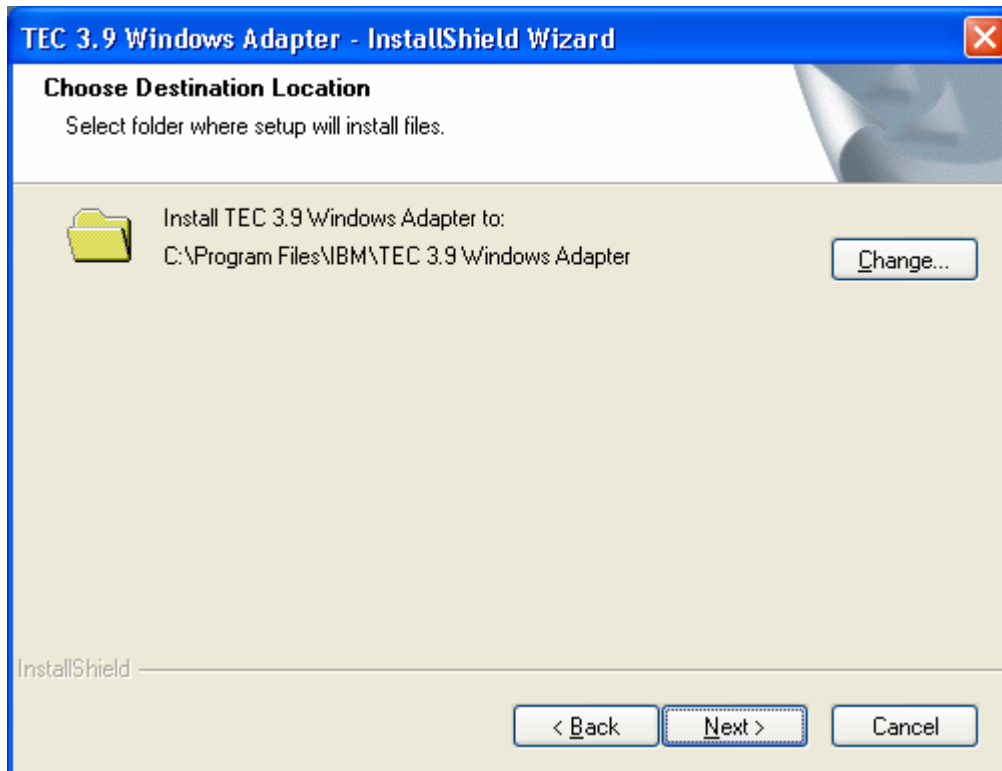 TEC 3.9 Windows Adapter - InstallShield Wizard
Choose Destination Location
Select folder where setup will install files.
Install TEC 3.9 Windows Adapter to:
C:\Program Files\IBM\TEC 3.9 Windows Adapter
Change...
InstallShield
< Back
Next >
Cancel